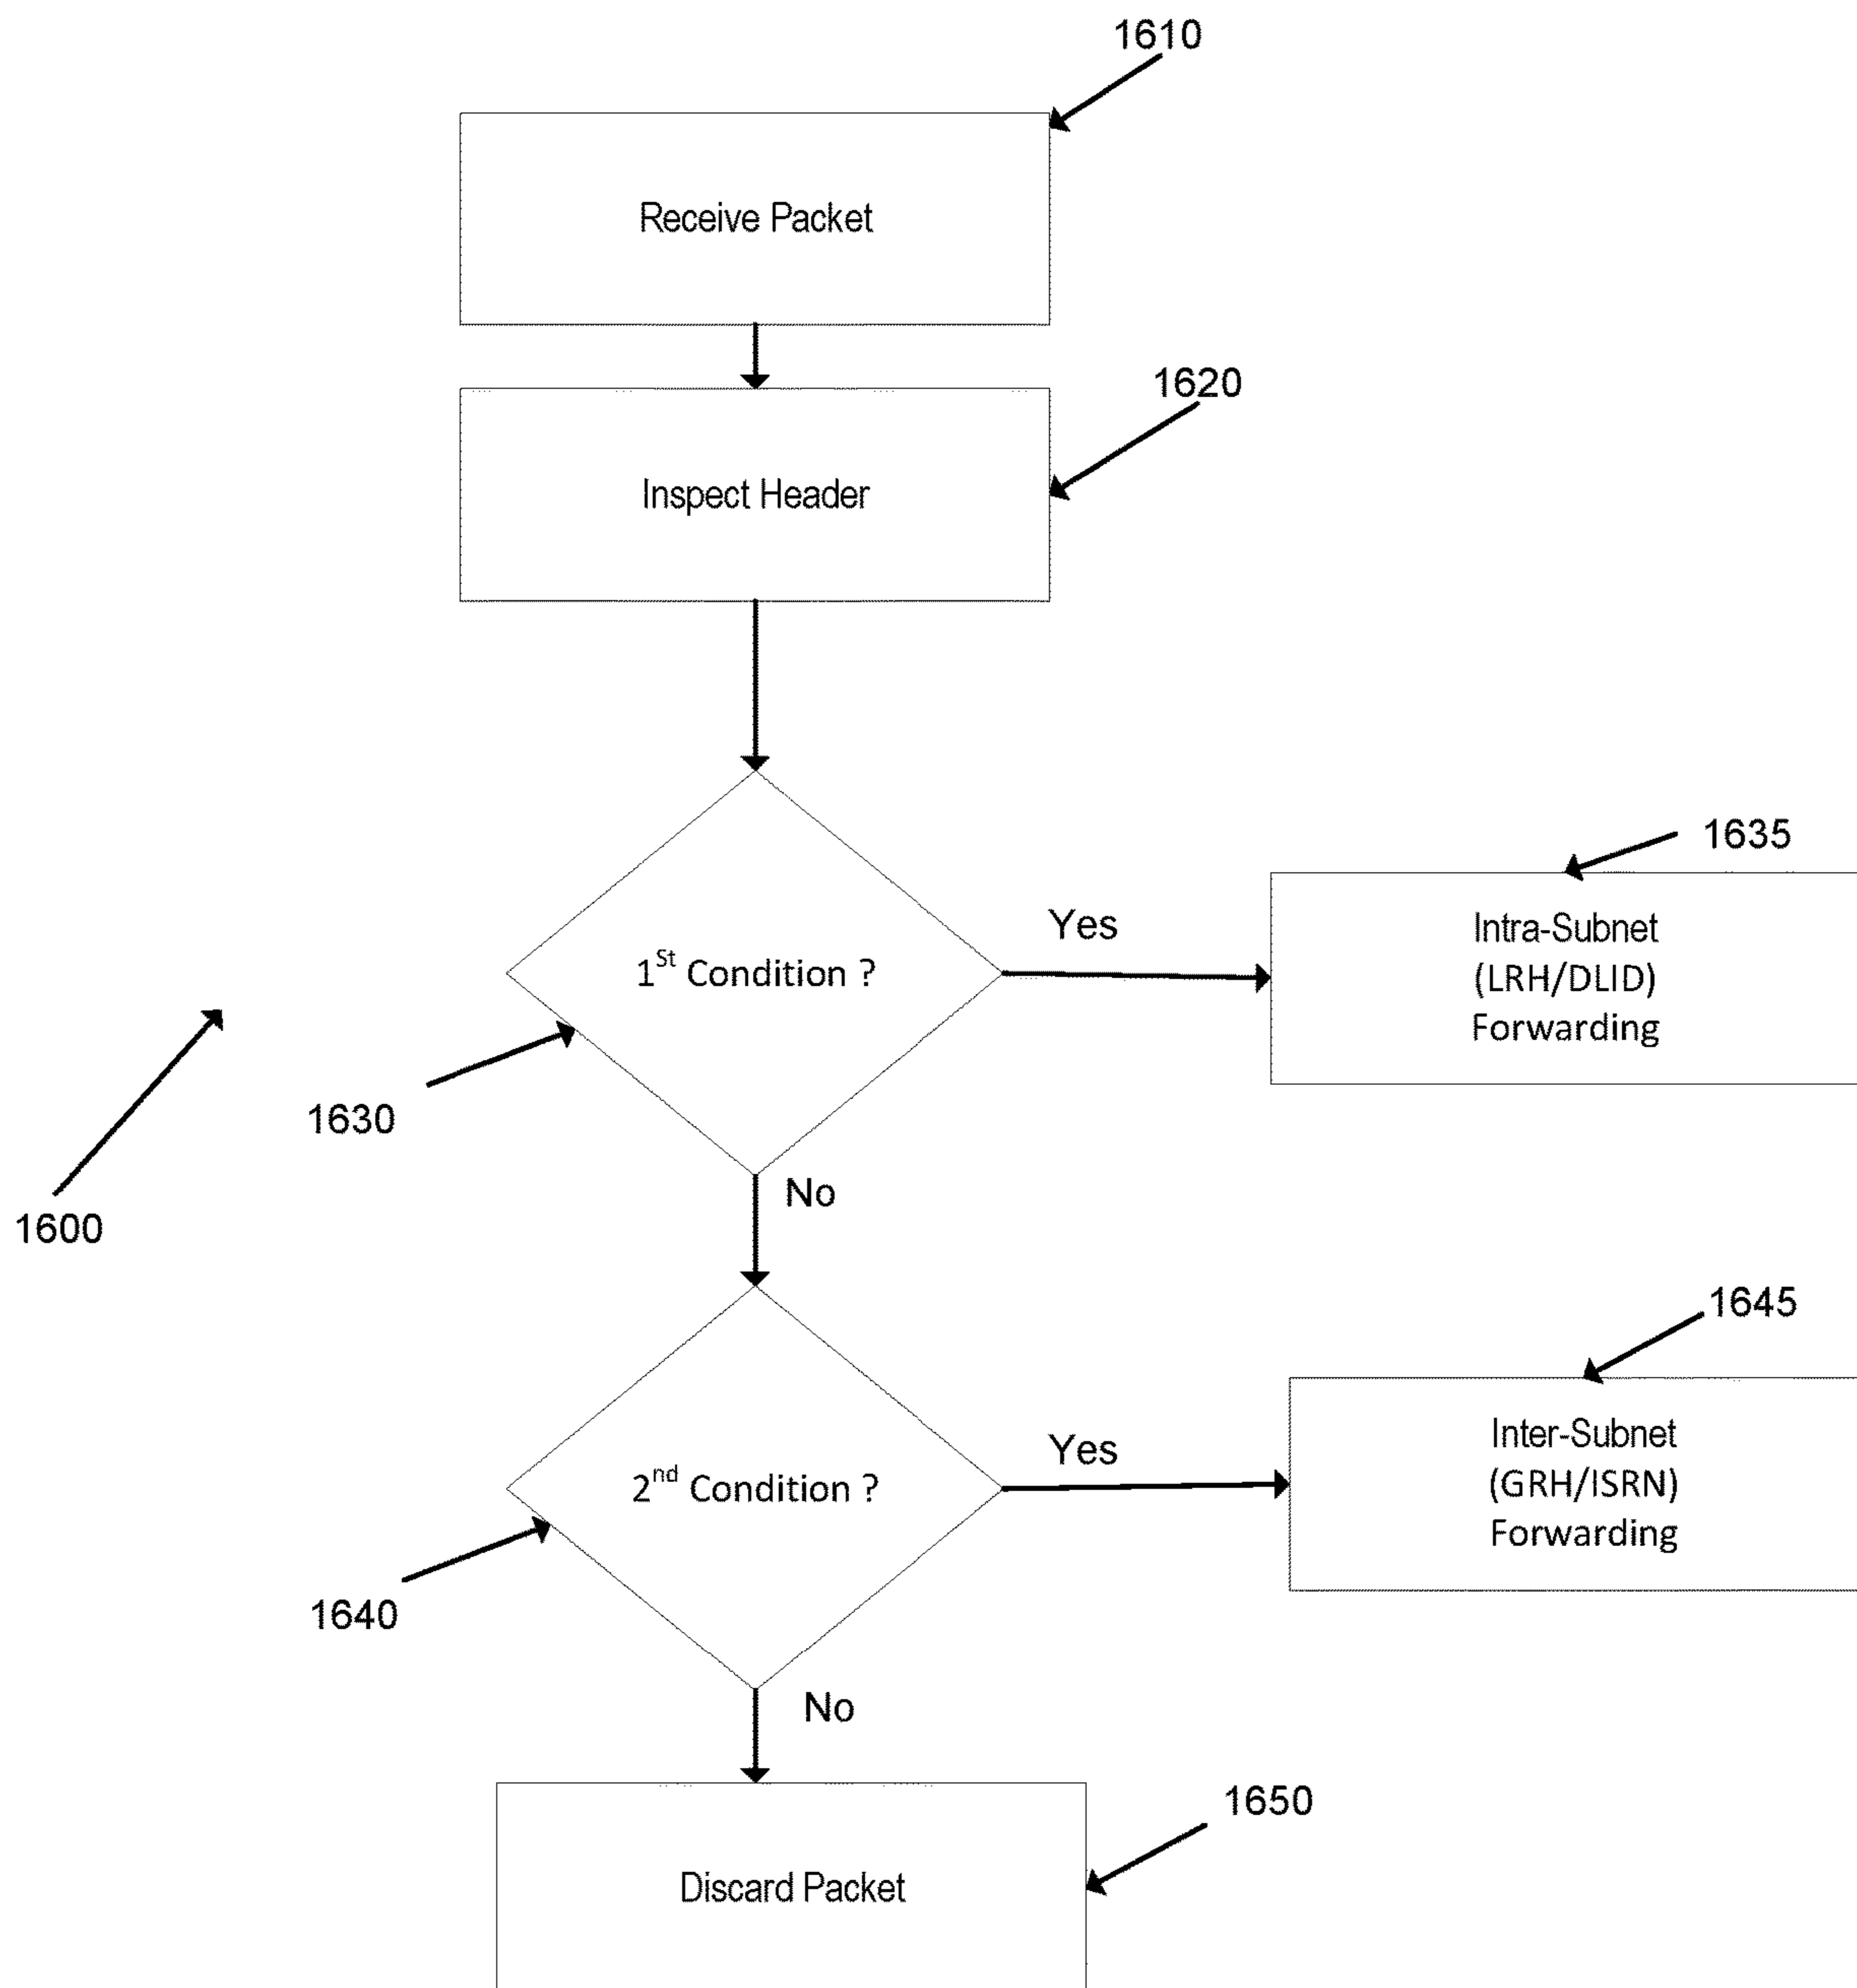 1610
Receive Packet
1620
Inspect Header
1635
Yes
Intra-Subnet
(LRH/DLID)
Forwarding
1St Condition ?
1630
No
1600
1645
Yes
Inter-Subnet
(GRH/ISRN)
Forwarding
2nd Condition ?
1640
No
1650
Discard Packet